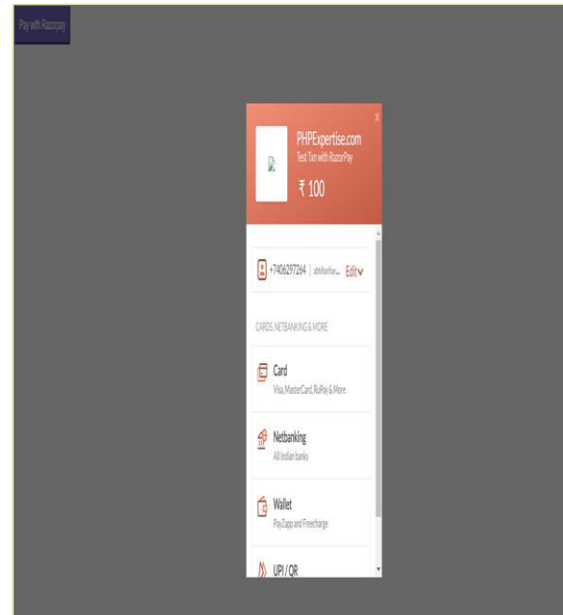 Pay with Razorpay
X
PHPExpertise.com
Test Txn with RazorPay
₹ 100
+7406297264 | abhiharihar... Edit
CARDS, NETBANKING & MORE
Card
Visa, MasterCard, RuPay & More
Netbanking
All Indian banks
Wallet
PayZapp and Freecharge
UPI / QR